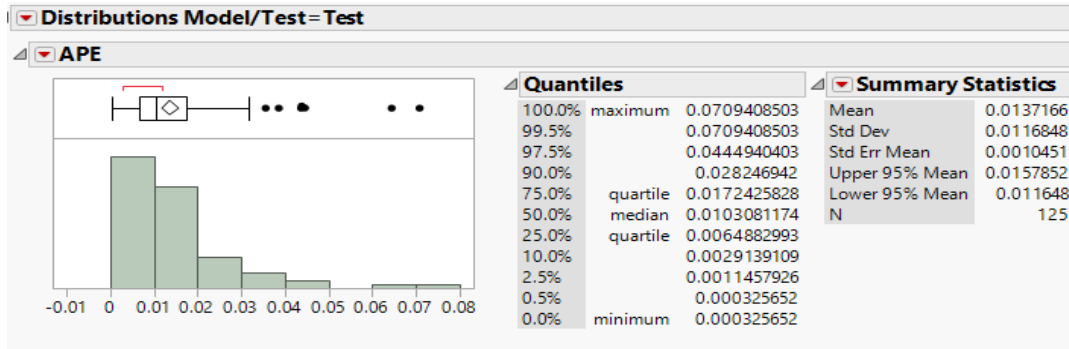 Distributions Model/Test=Test
APE
-0.01 0 0.01 0.02 0.03 0.04 0.05 0.06 0.07 0.08
Quantiles
100.0% maximum 0.0709408503
99.5% 0.0709408503
97.5% 0.0444940403
90.0% 0.028246942
75.0% quartile 0.0172425828
50.0% median 0.0103081174
25.0% quartile 0.0064882993
10.0% 0.0029139109
2.5% 0.0011457926
0.5% 0.000325652
0.0% minimum 0.000325652
Summary Statistics
Mean 0.0137166
Std Dev 0.0116848
Std Err Mean 0.0010451
Upper 95% Mean 0.0157852
Lower 95% Mean 0.011648
N 125